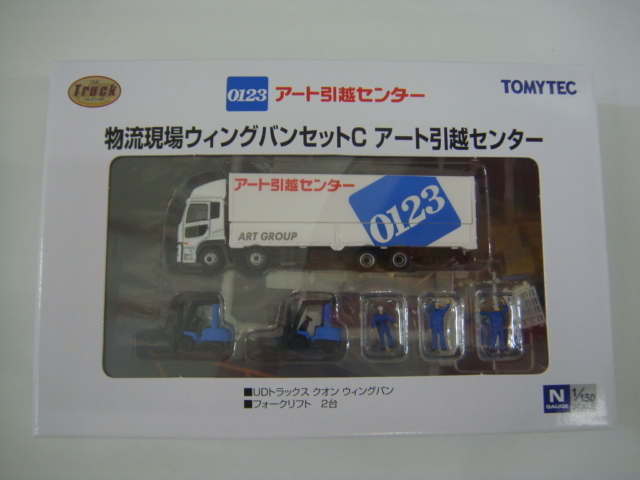 THE Truck COLLECTION
0123 アート引越センター
TOMYTEC
物流現場ウィングバンセットC アート引越センター
アート引越センター
0123
ART GROUP
■UDトラックス クオン ウィングバン
■フォークリフト 2台
N GAUGE
1/150 SCALE